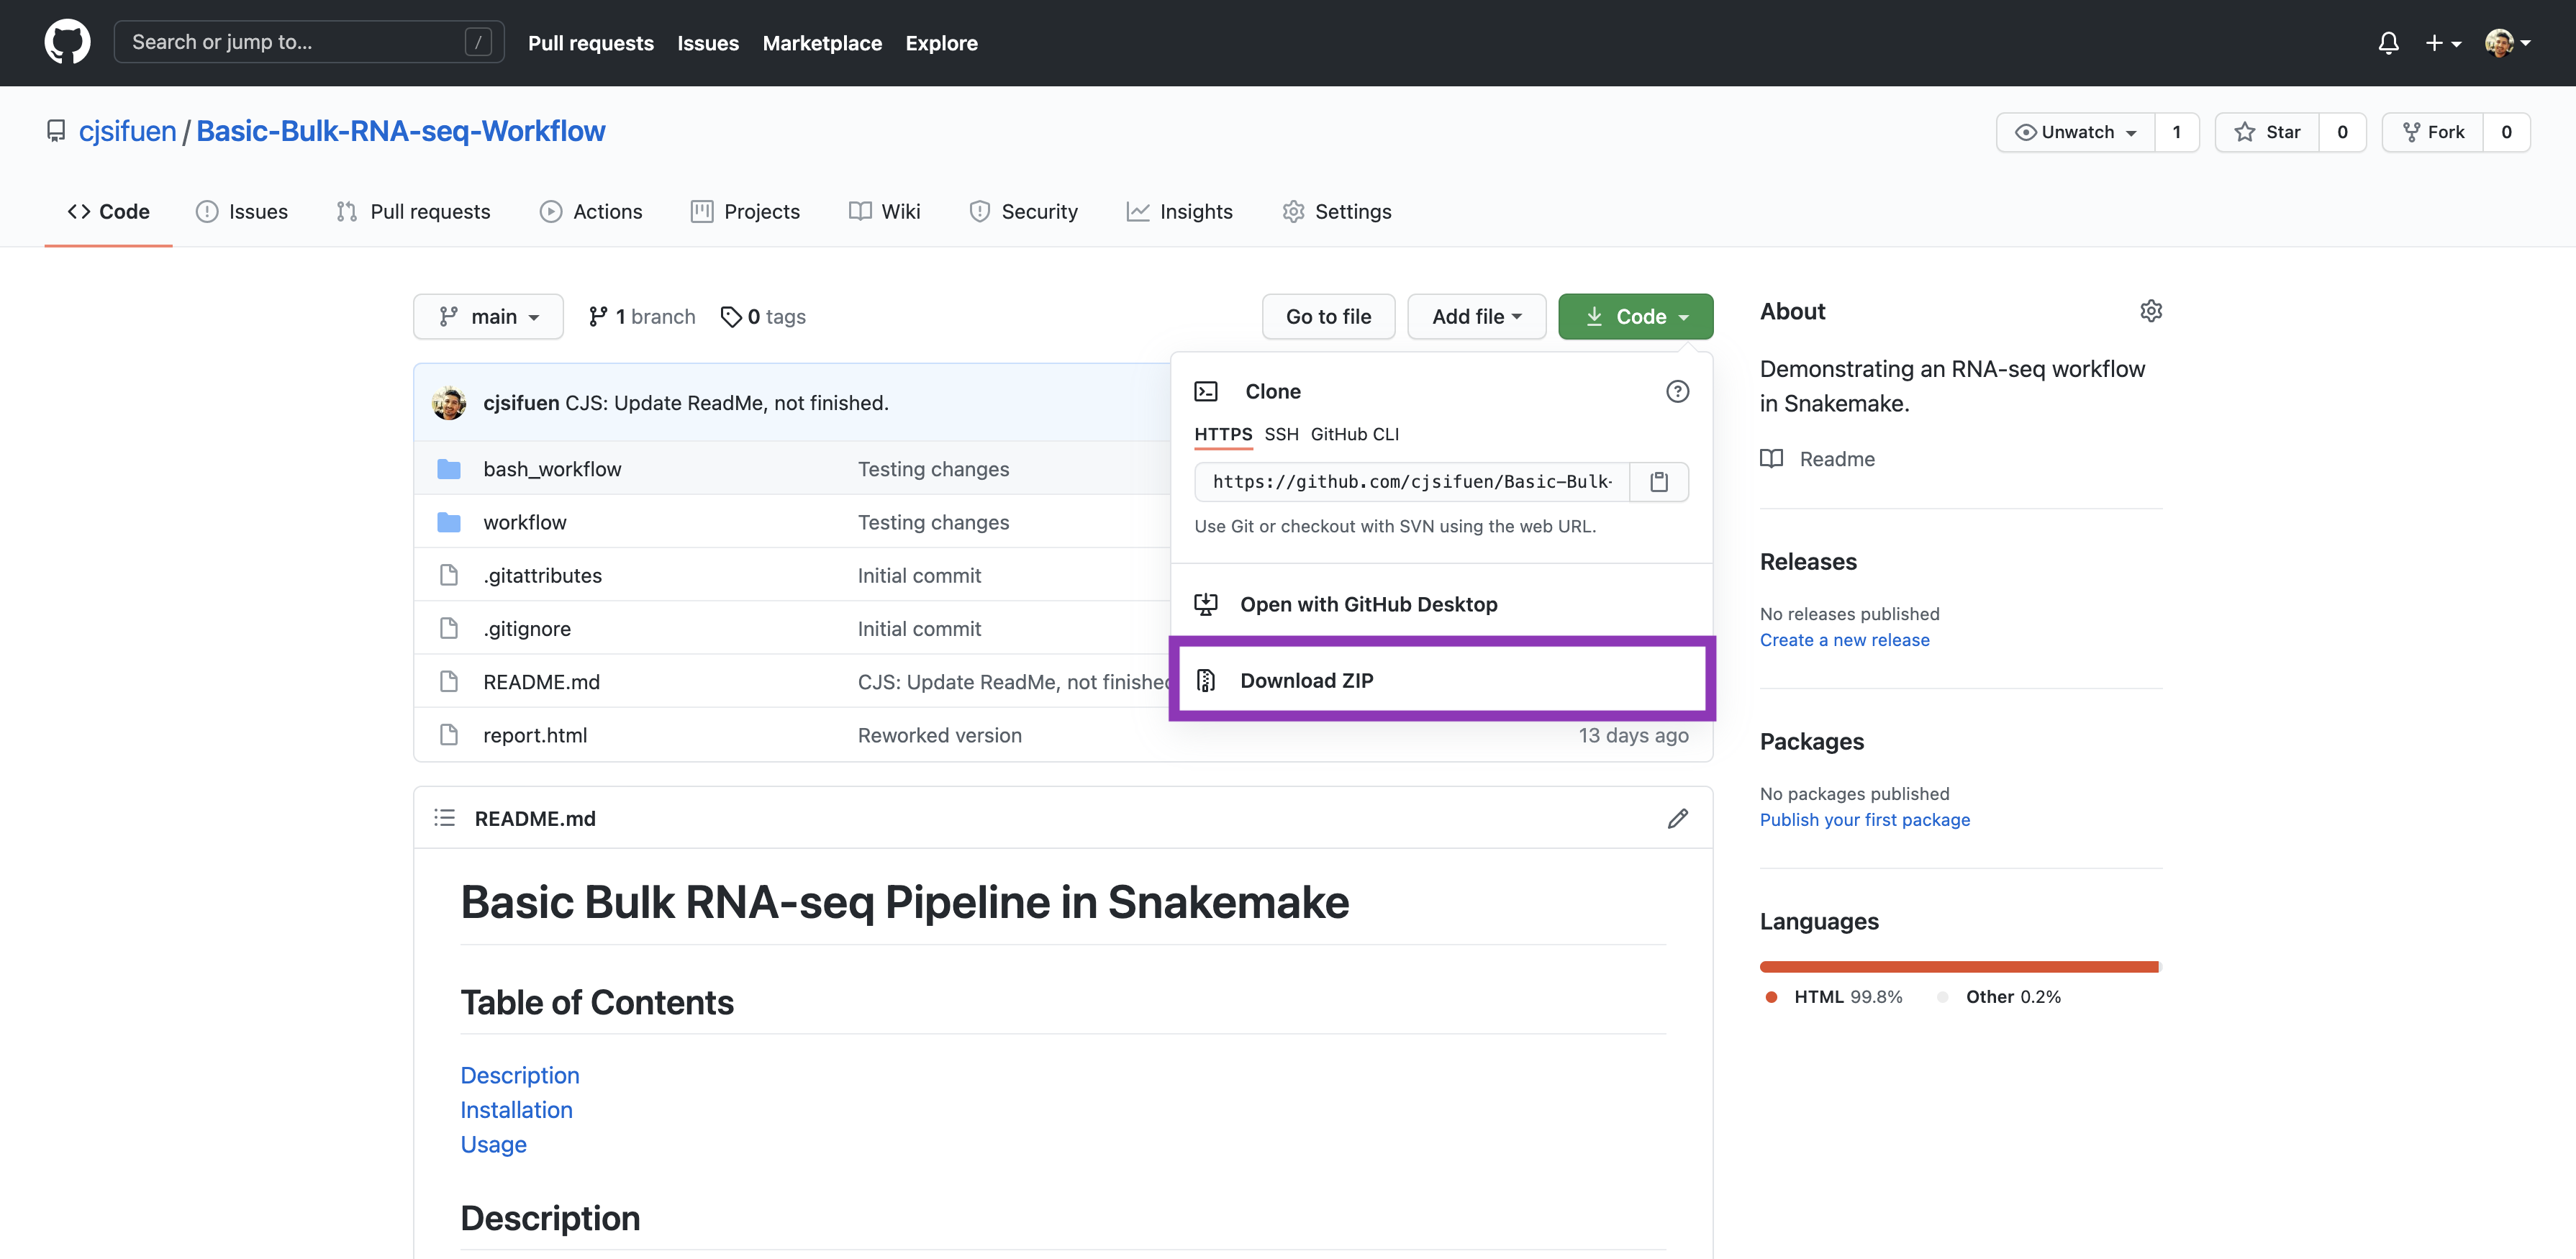 Search or jump to... /
Pull requests Issues Marketplace Explore
cjsifuen / Basic-Bulk-RNA-seq-Workflow
Unwatch 1 Star 0 Fork 0
Code Issues Pull requests Actions Projects Wiki Security Insights Settings
main 1 branch 0 tags
Go to file Add file Code
cjsifuen CJS: Update ReadMe, not finished.
bash_workflow Testing changes
workflow Testing changes
.gitattributes Initial commit
.gitignore Initial commit
README.md CJS: Update ReadMe, not finished
report.html Reworked version 13 days ago
Clone
HTTPS SSH GitHub CLI
https://github.com/cjsifuen/Basic-Bulk-
Use Git or checkout with SVN using the web URL.
Open with GitHub Desktop
Download ZIP
README.md
Basic Bulk RNA-seq Pipeline in Snakemake
Table of Contents
Description
Installation
Usage
Description
About
Demonstrating an RNA-seq workflow
in Snakemake.
Readme
Releases
No releases published
Create a new release
Packages
No packages published
Publish your first package
Languages
HTML 99.8% Other 0.2%